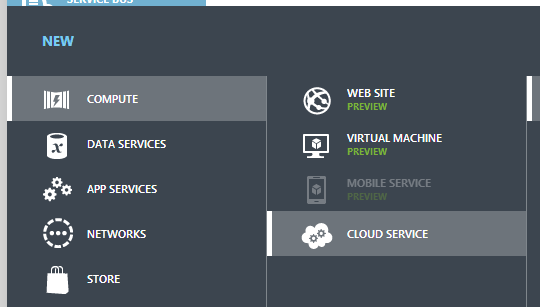 SERVICE BUS
NEW
COMPUTE
DATA SERVICES
APP SERVICES
NETWORKS
STORE
WEB SITE
PREVIEW
VIRTUAL MACHINE
PREVIEW
MOBILE SERVICE
PREVIEW
CLOUD SERVICE